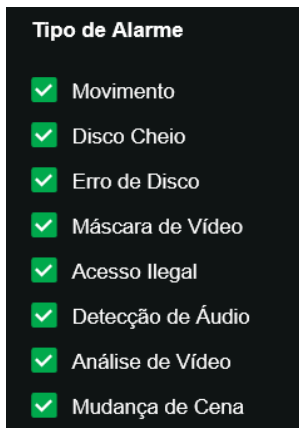 Tipo de Alarme
Movimento
Disco Cheio
Erro de Disco
Máscara de Vídeo
Acesso Ilegal
Detecção de Áudio
Análise de Vídeo
Mudança de Cena